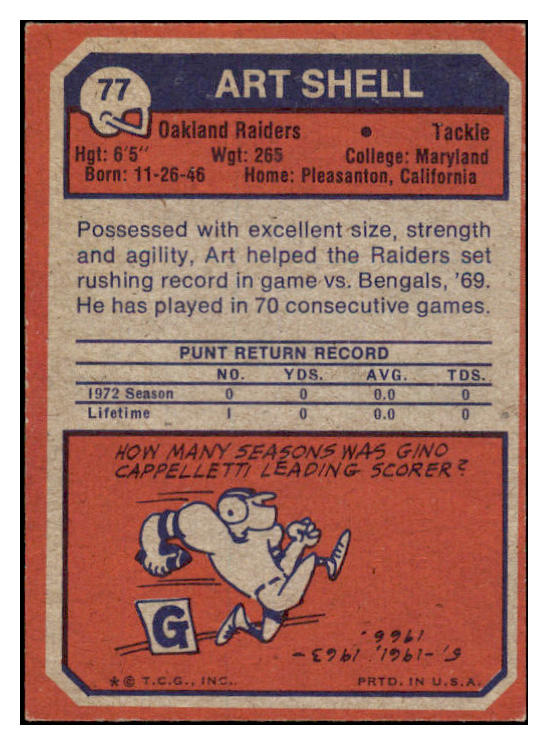 77
ART SHELL
Oakland Raiders • Tackle
Hgt: 6'5" Wgt: 265 College: Maryland
Born: 11-26-46 Home: Pleasanton, California
Possessed with excellent size, strength
and agility, Art helped the Raiders set
rushing record in game vs. Bengals, '69.
He has played in 70 consecutive games.
PUNT RETURN RECORD
NO. YDS. AVG. TDS.
1972 Season 0 0 0.0 0
Lifetime 1 0 0.0 0
HOW MANY SEASONS WAS GINO
CAPPELLETTI LEADING SCORER?
G
5, -1961, 1963-
1966.
* © T.C.G., INC.. PRTD. IN U.S.A.